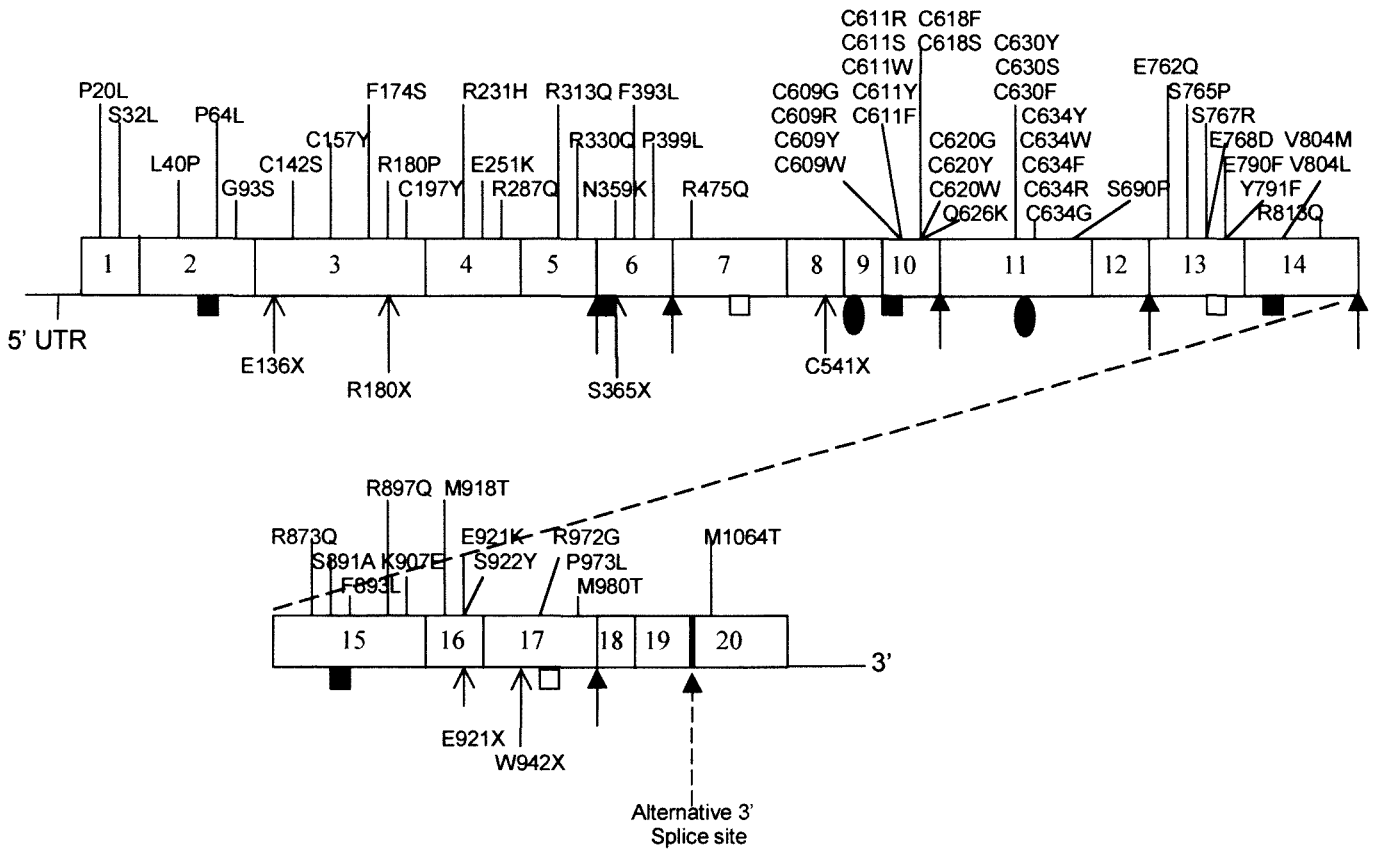 C611R C618F
C611S C618S C630Y
C611W C630S E762Q
P20L F174S R231H R313Q F393L C609G C611Y C630F S765P
S32L P64L C609R C611F C634Y S767R
C157Y R330Q P399L C609Y C620G C634W E768D V804M
L40P C142S R180P E251K C609W C620Y C634F E790F V804L
G93S C197Y R287Q N359K R475Q C620W C634R S690P Y791F
Q626K C634G R813Q
1 2 3 4 5 6 7 8 9 10 11 12 13 14
5' UTR
E136X S365X C541X
R180X
R897Q M918T
R873Q E921K R972G M1064T
S891A K907E S922Y P973L
F893L M980T
15 16 17 18 19 20
3'
E921X
W942X
Alternative 3'
Splice site